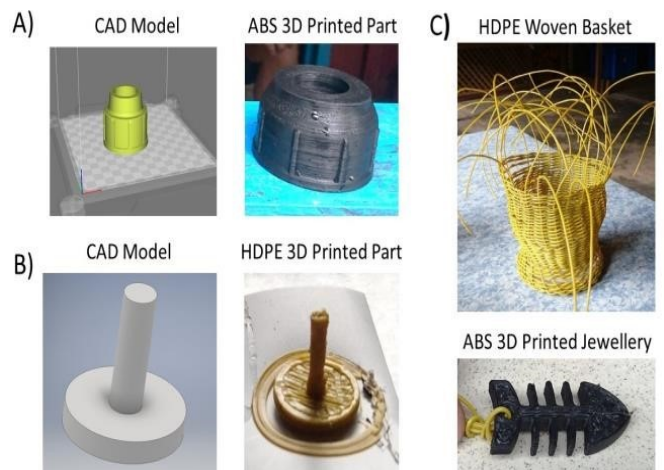 A)
CAD Model
ABS 3D Printed Part
C)
HDPE Woven Basket
B)
CAD Model
HDPE 3D Printed Part
ABS 3D Printed Jewellery